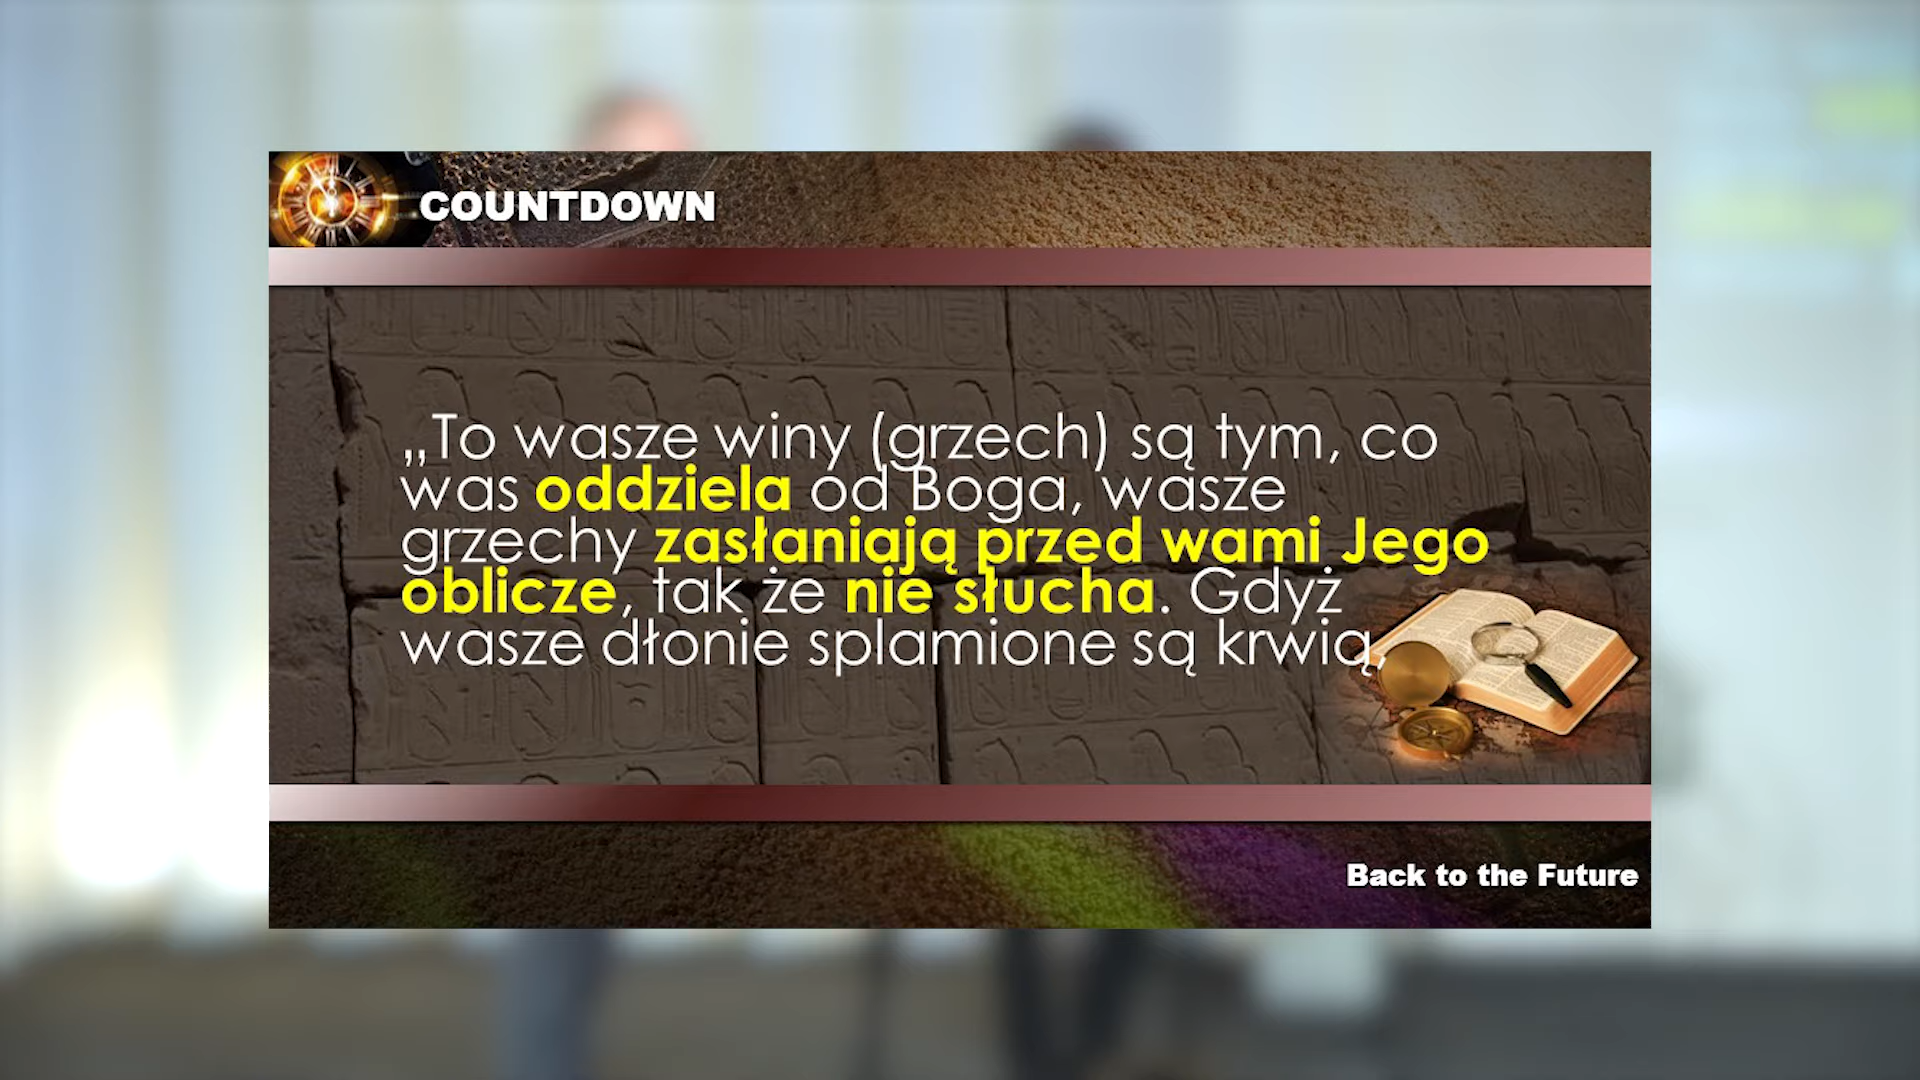 COUNTDOWN
„To wasze winy (grzech) są tym, co
was oddziela od Boga, wasze
grzechy zasłaniają przed wami Jego
oblicze, tak że nie słucha. Gdyż
wasze dłonie splamione są krwią,
Back to the Future